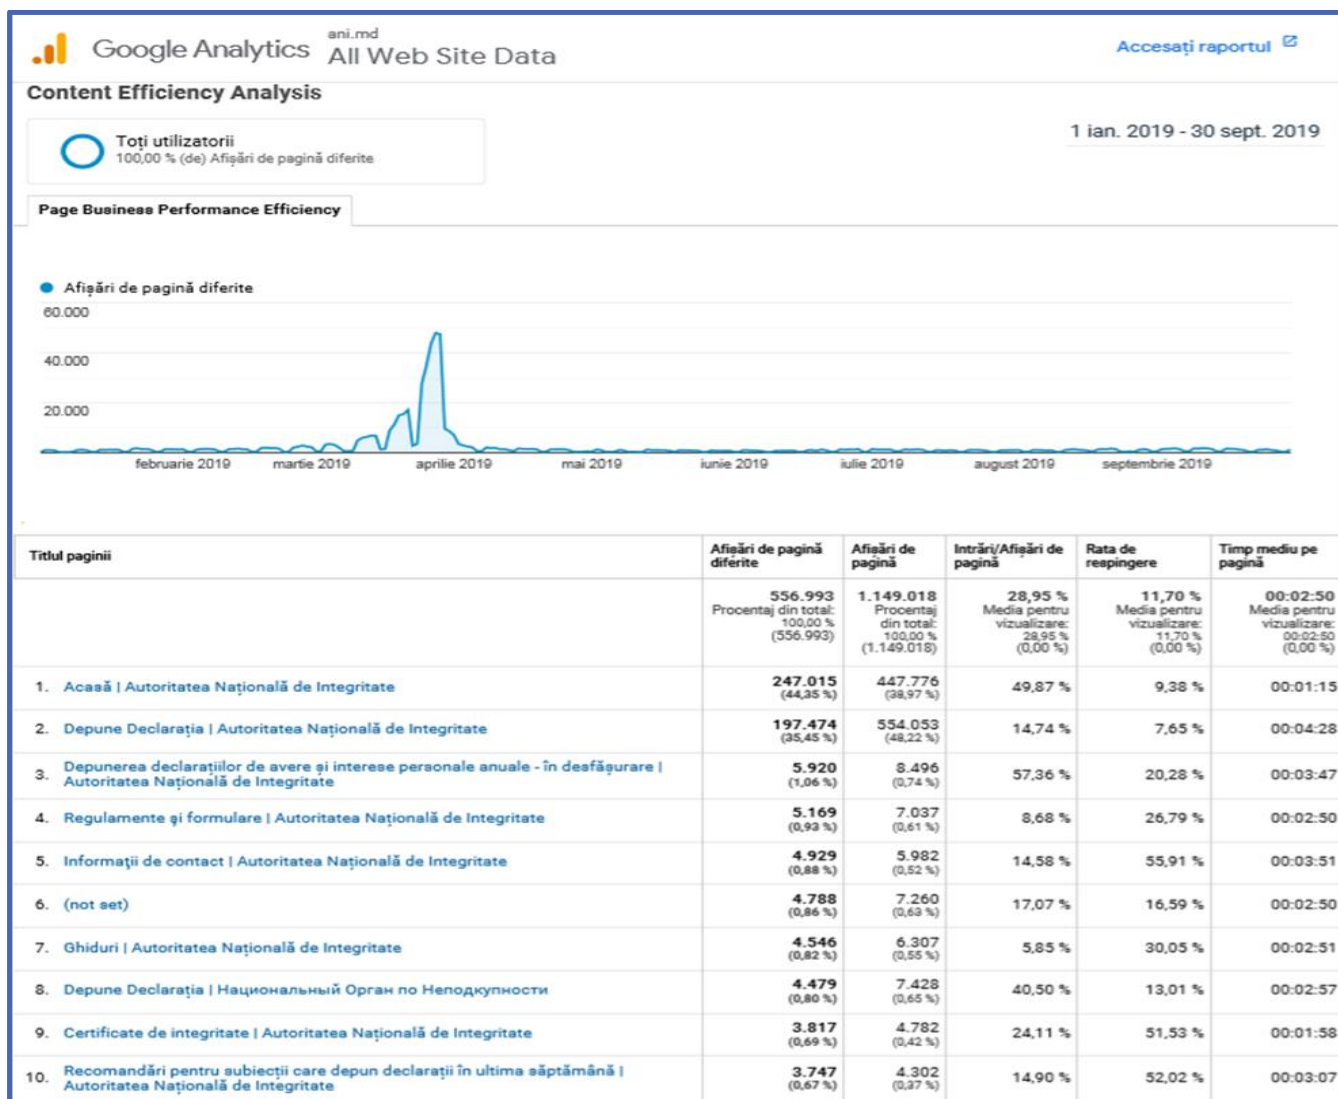 Google Analytics
ani.md
All Web Site Data
Accesați raportul
Content Efficiency Analysis
Toți utilizatorii
100,00 % (de) Afișări de pagină diferite
1 ian. 2019 - 30 sept. 2019
Page Business Performance Efficiency
Afișări de pagină diferite
60.000
40.000
20.000
februarie 2019 martie 2019 aprilie 2019 mai 2019 iunie 2019 iulie 2019 august 2019 septembrie 2019
Titlul paginii
Afișări de pagină
diferite
Afișări de
pagină
Intrări/Afișări de
pagină
Rata de
respingere
Timp mediu pe
pagină
556.993
Procentaj din total:
100,00 %
(556.993)
1.149.018
Procentaj
din total:
100,00 %
(1.149.018)
28,95 %
Media pentru
vizualizare:
28,95 %
(0,00 %)
11,70 %
Media pentru
vizualizare:
11,70 %
(0,00 %)
00:02:50
Media pentru
vizualizare:
00:02:50
(0,00 %)
1. Acasă | Autoritatea Națională de Integritate
247.015
(44,35 %)
447.776
(38,97 %)
49,87 %
9,38 %
00:01:15
2. Depune Declarația | Autoritatea Națională de Integritate
197.474
(35,45 %)
554.053
(48,22 %)
14,74 %
7,65 %
00:04:28
3. Depunerea declarațiilor de avere și interese personale anuale - în desfășurare |
Autoritatea Națională de Integritate
5.920
(1,06 %)
8.496
(0,74 %)
57,36 %
20,28 %
00:03:47
4. Regulamente şi formulare | Autoritatea Națională de Integritate
5.169
(0,93 %)
7.037
(0,61 %)
8,68 %
26,79 %
00:02:50
5. Informaţii de contact | Autoritatea Națională de Integritate
4.929
(0,88 %)
5.982
(0,52 %)
14,58 %
55,91 %
00:03:51
6. (not set)
4.788
(0,86 %)
7.260
(0,63 %)
17,07 %
16,59 %
00:02:50
7. Ghiduri | Autoritatea Națională de Integritate
4.546
(0,82 %)
6.307
(0,55 %)
5,85 %
30,05 %
00:02:51
8. Depune Declarația | Национальный Орган по Неподкупности
4.479
(0,80 %)
7.428
(0,65 %)
40,50 %
13,01 %
00:02:57
9. Certificate de integritate | Autoritatea Națională de Integritate
3.817
(0,69 %)
4.782
(0,42 %)
24,11 %
51,53 %
00:01:58
10. Recomandări pentru subiecții care depun declarații în ultima săptămână |
Autoritatea Națională de Integritate
3.747
(0,67 %)
4.302
(0,37 %)
14,90 %
52,02 %
00:03:07